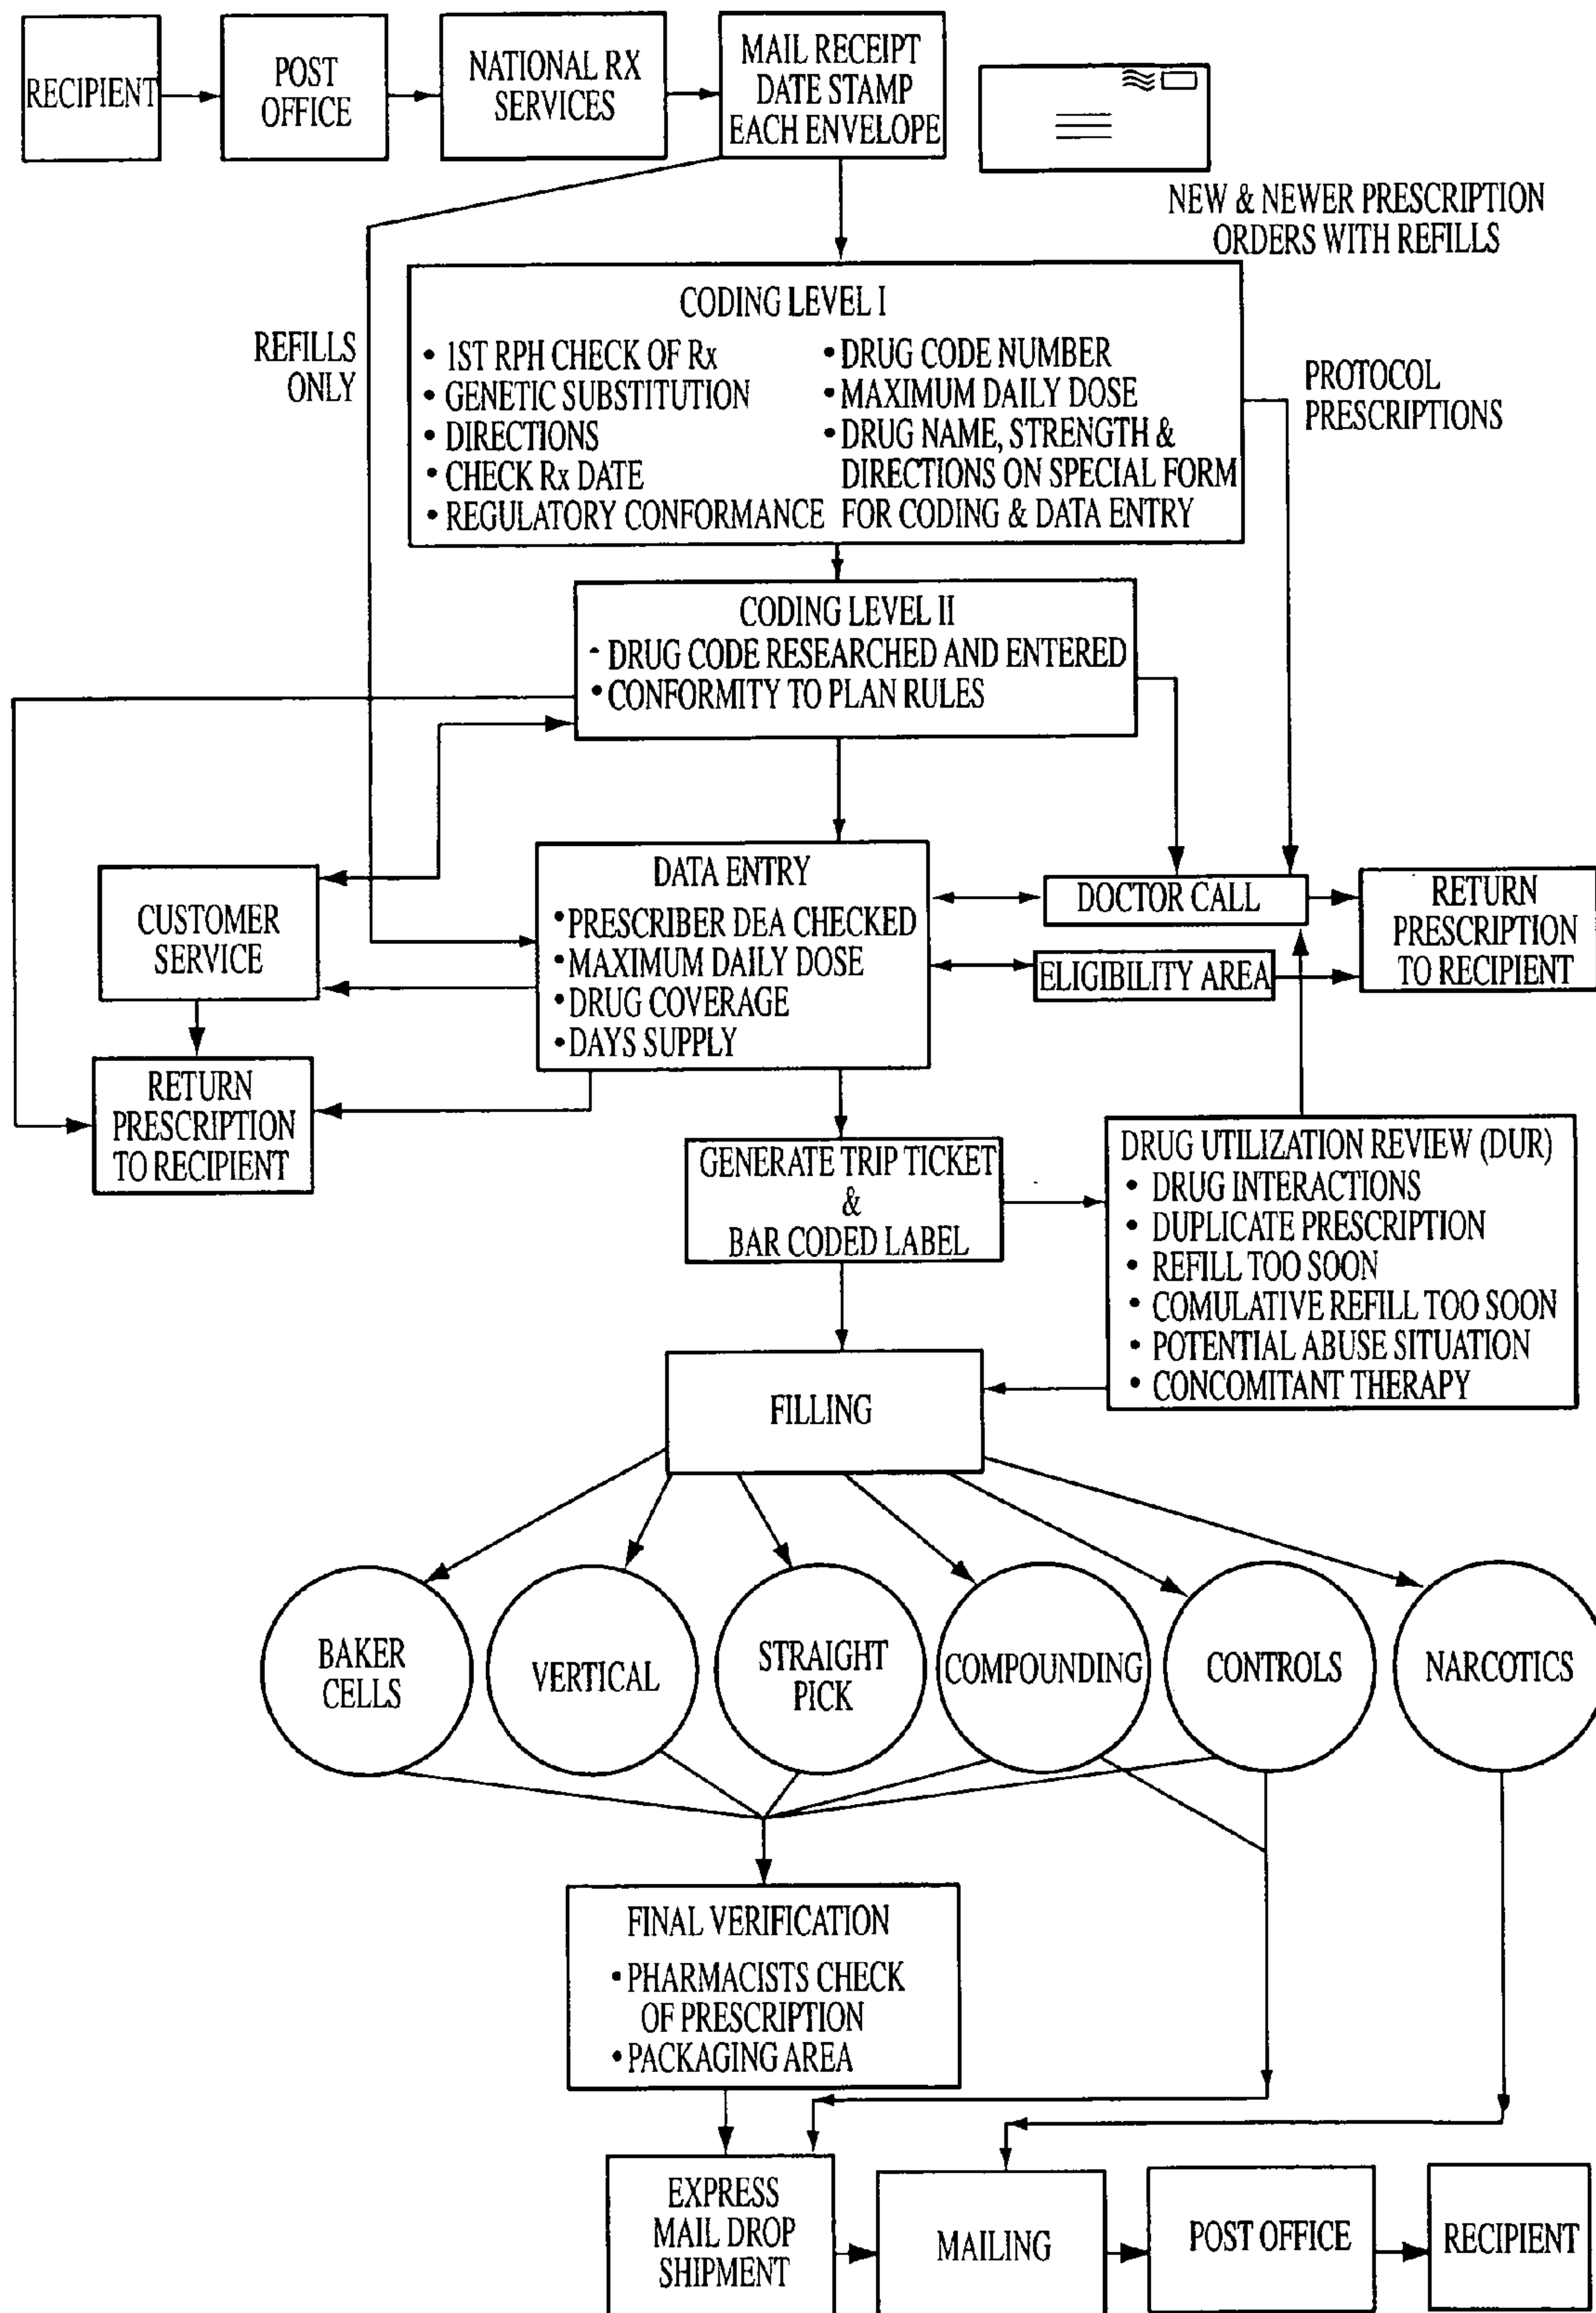 RECIPIENT
POST
OFFICE
NATIONAL RX
SERVICES
MAIL RECEIPT
DATE STAMP
EACH ENVELOPE
NEW & NEWER PRESCRIPTION
ORDERS WITH REFILLS
REFILLS
ONLY
CODING LEVEL I
• 1ST RPH CHECK OF Rx
• GENETIC SUBSTITUTION
• DIRECTIONS
• CHECK Rx DATE
• REGULATORY CONFORMANCE
• DRUG CODE NUMBER
• MAXIMUM DAILY DOSE
• DRUG NAME, STRENGTH &
DIRECTIONS ON SPECIAL FORM
FOR CODING & DATA ENTRY
PROTOCOL
PRESCRIPTIONS
CODING LEVEL II
• DRUG CODE RESEARCHED AND ENTERED
• CONFORMITY TO PLAN RULES
CUSTOMER
SERVICE
DATA ENTRY
• PRESCRIBER DEA CHECKED
• MAXIMUM DAILY DOSE
• DRUG COVERAGE
• DAYS SUPPLY
DOCTOR CALL
ELIGIBILITY AREA
RETURN
PRESCRIPTION
TO RECIPIENT
RETURN
PRESCRIPTION
TO RECIPIENT
GENERATE TRIP TICKET
&
BAR CODED LABEL
DRUG UTILIZATION REVIEW (DUR)
• DRUG INTERACTIONS
• DUPLICATE PRESCRIPTION
• REFILL TOO SOON
• COMULATIVE REFILL TOO SOON
• POTENTIAL ABUSE SITUATION
• CONCOMITANT THERAPY
FILLING
BAKER
CELLS
VERTICAL
STRAIGHT
PICK
COMPOUNDING
CONTROLS
NARCOTICS
FINAL VERIFICATION
• PHARMACISTS CHECK
OF PRESCRIPTION
• PACKAGING AREA
EXPRESS
MAIL DROP
SHIPMENT
MAILING
POST OFFICE
RECIPIENT